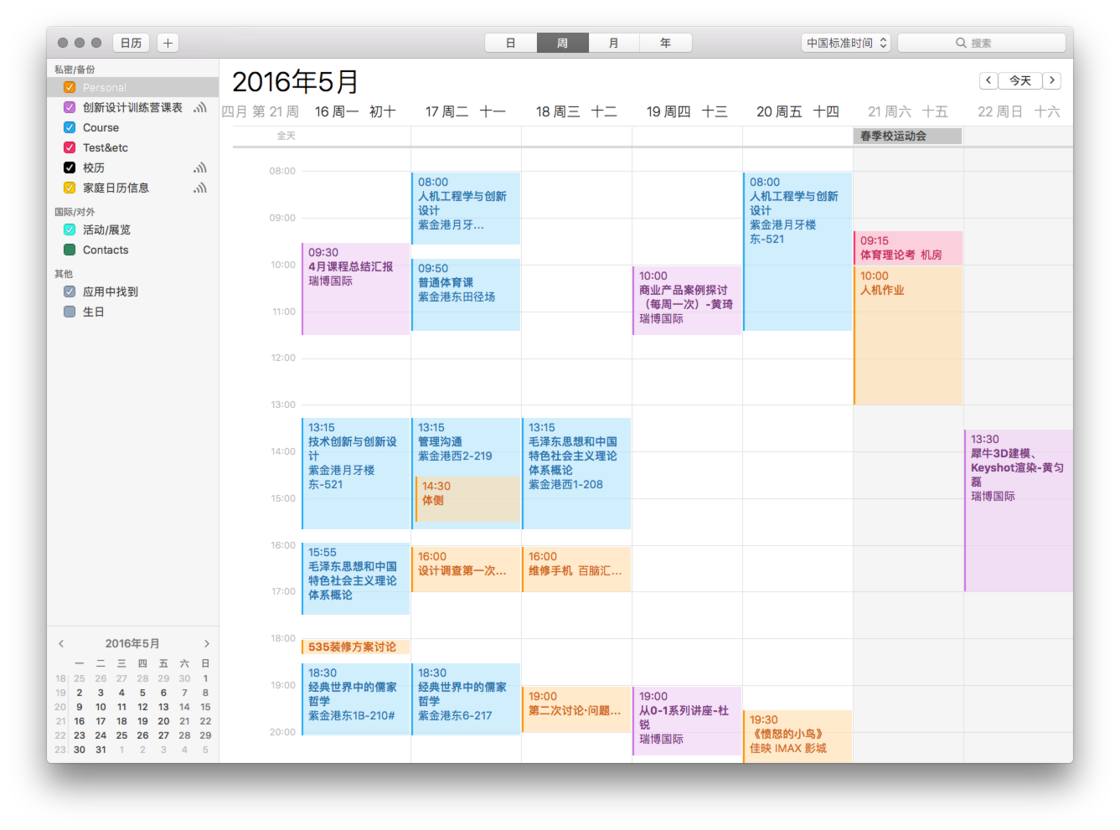 日历
+
日
周
月
年
中国标准时间
搜索
私密/备份
Personal
创新设计训练营课表
Course
Test&etc
校历
家庭日历信息
国际/对外
活动/展览
Contacts
其他
应用中找到
生日
2016年5月
一 二 三 四 五 六 日
18 25 26 27 28 29 30 1
19 2 3 4 5 6 7 8
20 9 10 11 12 13 14 15
21 16 17 18 19 20 21 22
22 23 24 25 26 27 28 29
23 30 31 1 2 3 4 5
2016年5月
今天
四月 第 21 周
16 周一 初十
17 周二 十一
18 周三 十二
19 周四 十三
20 周五 十四
21 周六 十五
22 周日 十六
全天
春季校运动会
08:00
09:00
10:00
11:00
12:00
13:00
14:00
15:00
16:00
17:00
18:00
19:00
20:00
09:30
4月课程总结汇报
瑞博国际
13:15
技术创新与创新设
计
紫金港月牙楼
东-521
15:55
毛泽东思想和中国
特色社会主义理论
体系概论
535装修方案讨论
18:30
经典世界中的儒家
哲学
紫金港东1B-210#
08:00
人机工程学与创新
设计
紫金港月牙…
09:50
普通体育课
紫金港东田径场
13:15
管理沟通
紫金港西2-219
14:30
体侧
16:00
设计调查第一次…
18:30
经典世界中的儒家
哲学
紫金港东6-217
13:15
毛泽东思想和中国
特色社会主义理论
体系概论
紫金港西1-208
16:00
维修手机 百脑汇…
19:00
第二次讨论·问题…
10:00
商业产品案例探讨
（每周一次）-黄琦
瑞博国际
19:00
从0-1系列讲座-杜
锐
瑞博国际
08:00
人机工程学与创新
设计
紫金港月牙楼
东-521
19:30
《愤怒的小鸟》
佳映 IMAX 影城
09:15
体育理论考 机房
10:00
人机作业
13:30
犀牛3D建模、
Keyshot渲染-黄匀
磊
瑞博国际